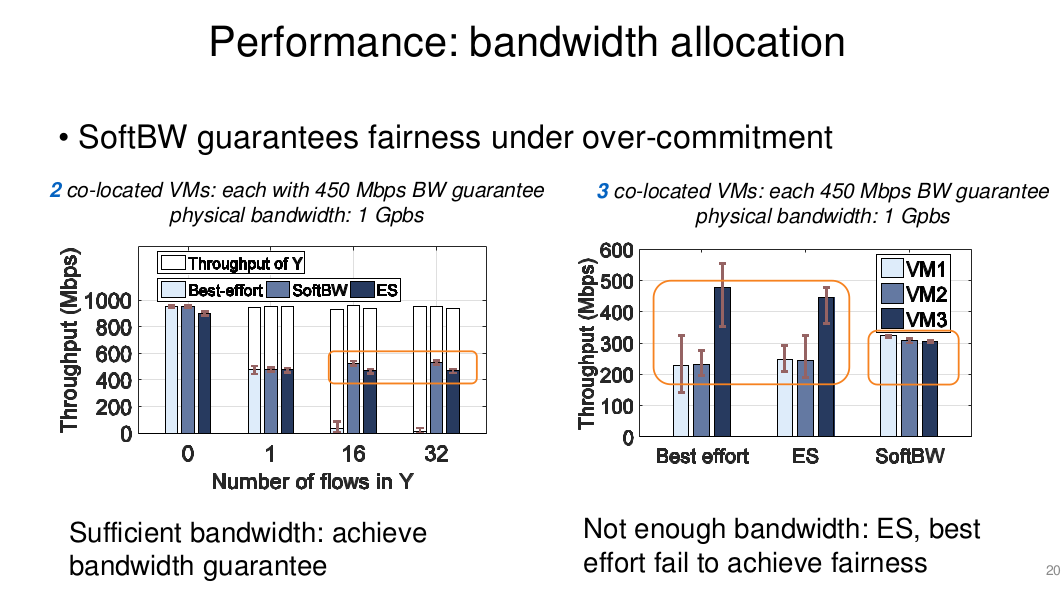 Performance: bandwidth allocation
• SoftBW guarantees fairness under over-commitment
2 co-located VMs: each with 450 Mbps BW guarantee
physical bandwidth: 1 Gpbs
Throughput (Mbps)
Throughput of Y
Best-effort SoftBW ES
1000
800
600
400
200
0
0 1 16 32
Number of flows in Y
Sufficient bandwidth: achieve
bandwidth guarantee
3 co-located VMs: each 450 Mbps BW guarantee
physical bandwidth: 1 Gpbs
Throughput (Mbps)
600
500
400
300
200
100
0
VM1
VM2
VM3
Best effort ES SoftBW
Not enough bandwidth: ES, best
effort fail to achieve fairness
20